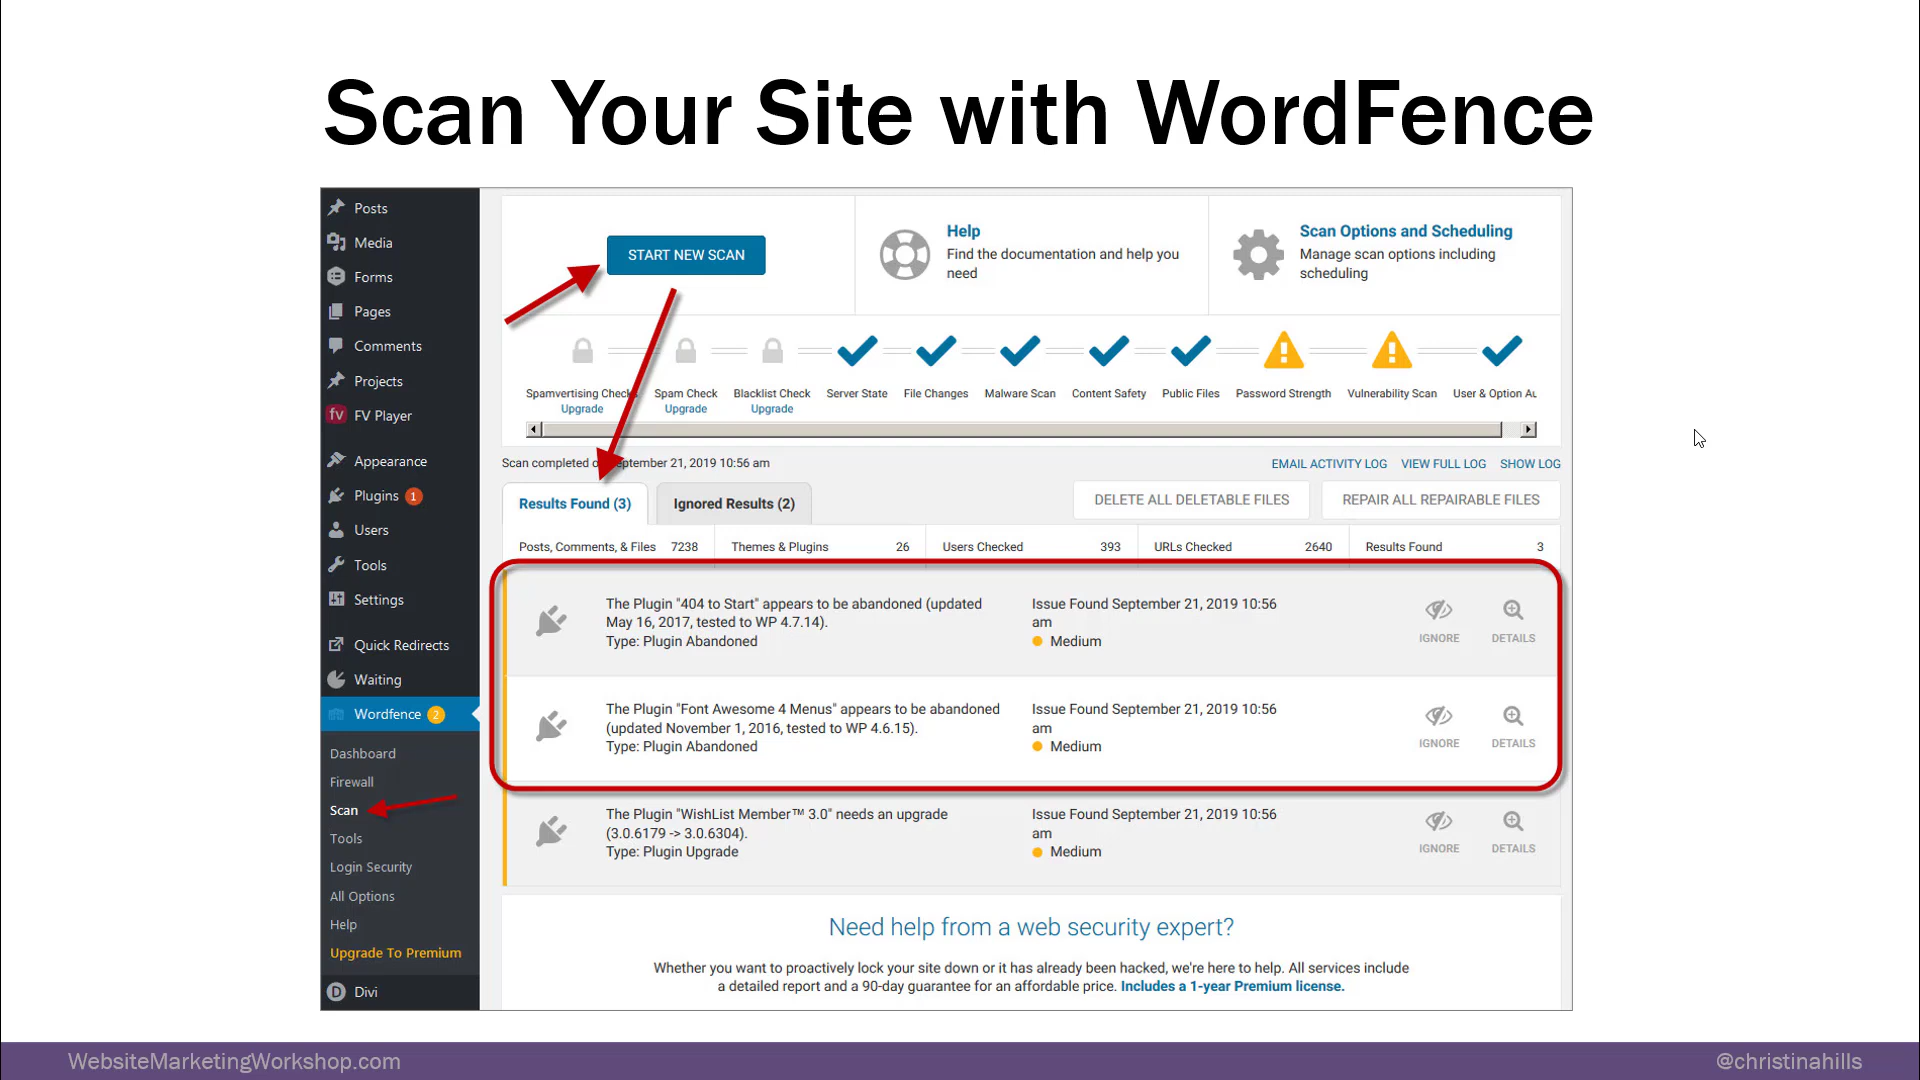 Scan Your Site with WordFence
Posts
Media
Forms
Pages
Comments
Projects
fv FV Player
Appearance
Plugins 1
Users
Tools
Settings
Quick Redirects
Waiting
Wordfence 2
Dashboard
Firewall
Scan
Tools
Login Security
All Options
Help
Upgrade To Premium
D Divi
START NEW SCAN
Help
Find the documentation and help you
need
Scan Options and Scheduling
Manage scan options including
scheduling
Spamvertising Checks
Upgrade
Spam Check
Upgrade
Blacklist Check
Upgrade
Server State
File Changes
Malware Scan
Content Safety
Public Files
Password Strength
Vulnerability Scan
User & Option Au
Scan completed o eptember 21, 2019 10:56 am
EMAIL ACTIVITY LOG VIEW FULL LOG SHOW LOG
Results Found (3)
Ignored Results (2)
DELETE ALL DELETABLE FILES
REPAIR ALL REPAIRABLE FILES
Posts, Comments, & Files 7238
Themes & Plugins 26
Users Checked 393
URLs Checked 2640
Results Found 3
The Plugin "404 to Start" appears to be abandoned (updated
May 16, 2017, tested to WP 4.7.14).
Type: Plugin Abandoned
Issue Found September 21, 2019 10:56
am
Medium
IGNORE
DETAILS
The Plugin "Font Awesome 4 Menus" appears to be abandoned
(updated November 1, 2016, tested to WP 4.6.15).
Type: Plugin Abandoned
Issue Found September 21, 2019 10:56
am
Medium
IGNORE
DETAILS
The Plugin "WishList Member™ 3.0" needs an upgrade
(3.0.6179 -> 3.0.6304).
Type: Plugin Upgrade
Issue Found September 21, 2019 10:56
am
Medium
IGNORE
DETAILS
Need help from a web security expert?
Whether you want to proactively lock your site down or it has already been hacked, we're here to help. All services include
a detailed report and a 90-day guarantee for an affordable price. Includes a 1-year Premium license.
WebsiteMarketingWorkshop.com
@christinahills